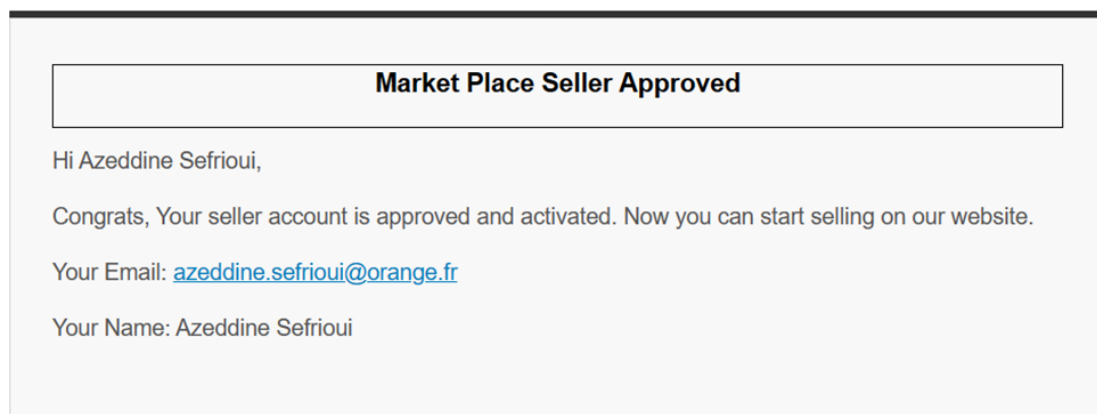 Market Place Seller Approved
Hi Azeddine Sefrioui,
Congrats, Your seller account is approved and activated. Now you can start selling on our website.
Your Email: azeddine.sefrioui@orange.fr
Your Name: Azeddine Sefrioui